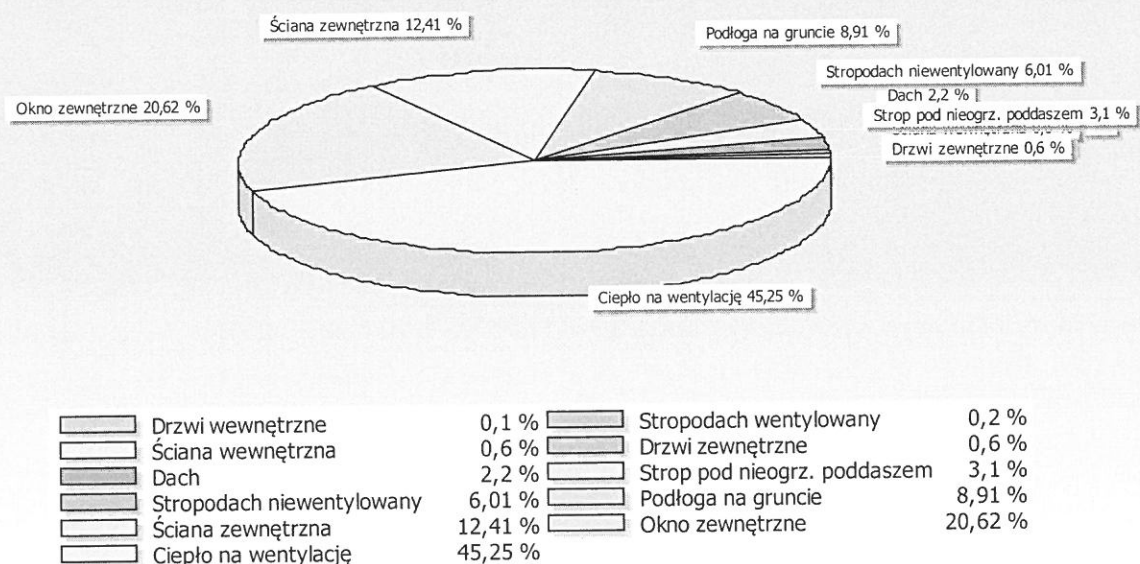 Ściana zewnętrzna 12,41 %
Podłoga na gruncie 8,91 %
Stropodach niewentylowany 6,01 %
Okno zewnętrzne 20,62 %
Dach 2,2 %
Strop pod nieogrz. poddaszem 3,1 %
Drzwi zewnętrzne 0,6 %
Ciepło na wentylację 45,25 %
Drzwi wewnętrzne 0,1 %
Ściana wewnętrzna 0,6 %
Dach 2,2 %
Stropodach niewentylowany 6,01 %
Ściana zewnętrzna 12,41 %
Ciepło na wentylację 45,25 %
Stropodach wentylowany 0,2 %
Drzwi zewnętrzne 0,6 %
Strop pod nieogrz. poddaszem 3,1 %
Podłoga na gruncie 8,91 %
Okno zewnętrzne 20,62 %